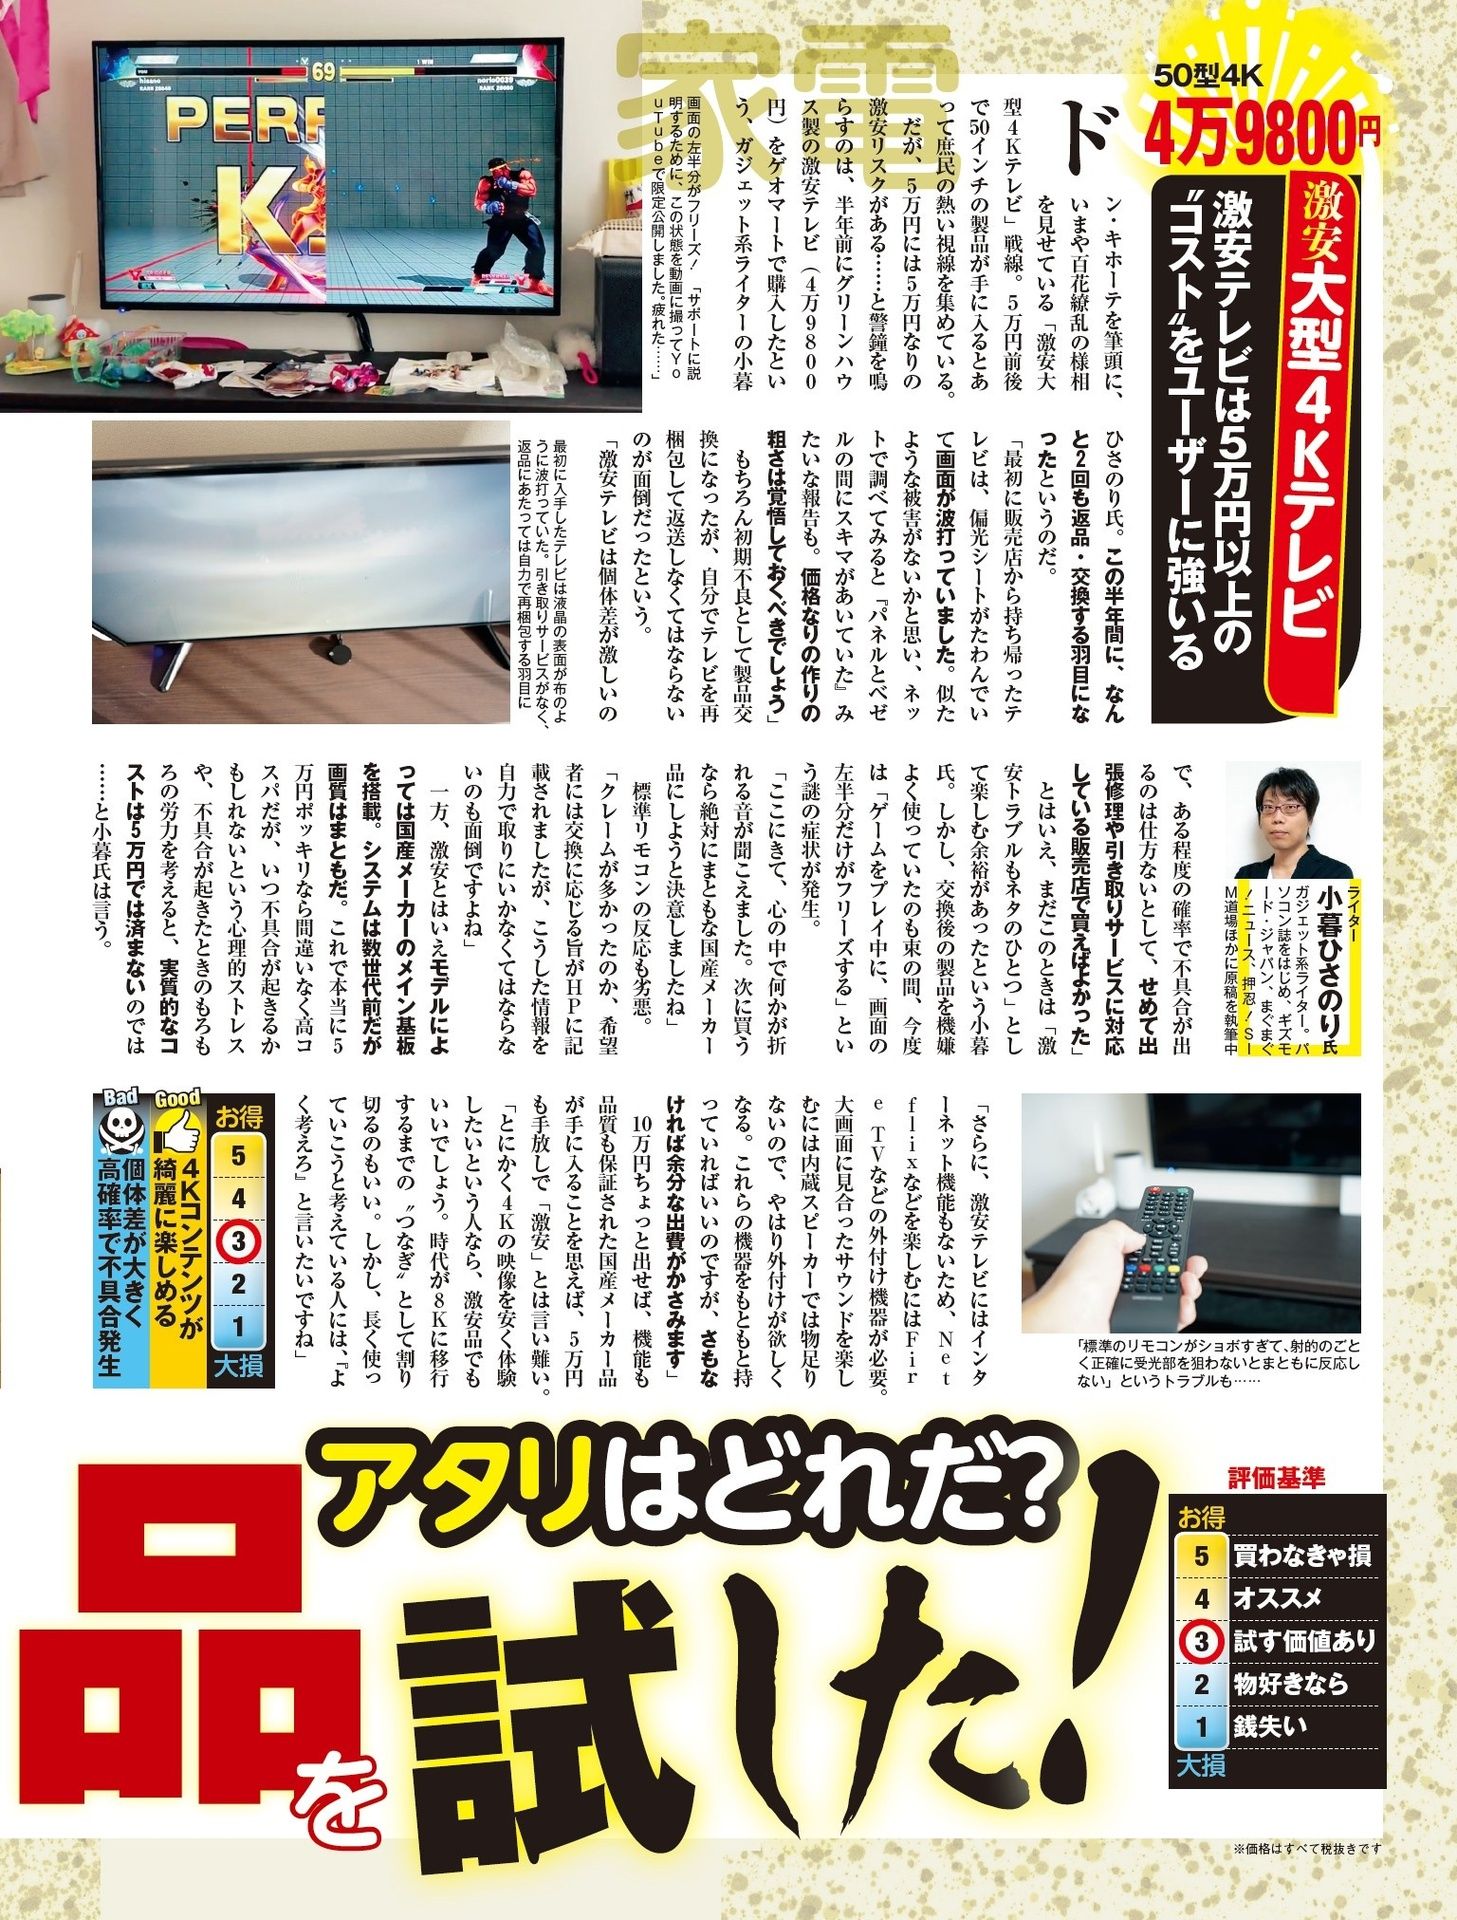 家電
50型4K
4万9800円
激安大型4Kテレビ
激安テレビは5万円以上の
“コスト”をユーザーに強いる
ドン・キホーテを筆頭に、
いまや百花繚乱の様相
を見せている「激安大
型4Kテレビ」戦線。5万円前後
で50インチの製品が手に入るとあ
って庶民の熱い視線を集めている。
だが、5万円には5万円なりの
激安リスクがある……と警鐘を鳴
らすのは、半年前にグリーンハウ
ス製の激安テレビ（4万9800
円）をゲオマートで購入したとい
う、ガジェット系ライターの小暮
画面の左半分がフリーズ！「サポートに説
明するために、この状態を動画に撮ってYo
uTubeで限定公開しました。疲れた……」
YOU
hisano
RANK 20640
69
1 WIN
norio0639
RANK 20660
PERF
K.
EX
EX
ひさのり氏。この半年間に、なん
と2回も返品・交換する羽目にな
ったというのだ。
「最初に販売店から持ち帰ったテ
レビは、偏光シートがたわんでい
て画面が波打っていました。似た
ような被害がないかと思い、ネッ
トで調べてみると『パネルとベゼ
ルの間にスキマがあいていた』み
たいな報告も。価格なりの作りの
粗さは覚悟しておくべきでしょう」
もちろん初期不良として製品交
換になったが、自分でテレビを再
梱包して返送しなくてはならない
のが面倒だったという。
「激安テレビは個体差が激しいの
最初に入手したテレビは液晶の表面が布のよ
うに波打っていた。引き取りサービスがなく、
返品にあたっては自力で再梱包する羽目に
ライター
小暮ひさのり氏
ガジェット系ライター。パ
ソコン誌をはじめ、ギズモ
ード・ジャパン、まぐまぐ
！ニュース、押忍！SI
M道場ほかに原稿を執筆中
で、ある程度の確率で不具合が出
るのは仕方ないとして、せめて出
張修理や引き取りサービスに対応
している販売店で買えばよかった」
とはいえ、まだこのときは「激
安トラブルもネタのひとつ」とし
て楽しむ余裕があったという小暮
氏。しかし、交換後の製品を機嫌
よく使っていたのも束の間、今度
は「ゲームをプレイ中に、画面の
左半分だけがフリーズする」とい
う謎の症状が発生。
「ここにきて、心の中で何かが折
れる音が聞こえました。次に買う
なら絶対にまともな国産メーカー
品にしようと決意しましたね」
標準リモコンの反応も劣悪。
「クレームが多かったのか、希望
者には交換に応じる旨がHPに記
載されましたが、こうした情報を
自力で取りにいかなくてはならな
いのも面倒ですよね」
一方、激安とはいえモデルによ
っては国産メーカーのメイン基板
を搭載。システムは数世代前だが
画質はまともだ。これで本当に5
万円ポッキリなら間違いなく高コ
スパだが、いつ不具合が起きるか
もしれないという心理的ストレス
や、不具合が起きたときのもろも
ろの労力を考えると、実質的なコ
ストは5万円では済まないのでは
……と小暮氏は言う。
「標準のリモコンがショボすぎて、射的のごと
く正確に受光部を狙わないとまともに反応し
ない」というトラブルも……
「さらに、激安テレビにはインタ
ーネット機能もないため、Net
flixなどを楽しむにはFir
e TVなどの外付け機器が必要。
大画面に見合ったサウンドを楽し
むには内蔵スピーカーでは物足り
ないので、やはり外付けが欲しく
なる。これらの機器をもともと持
っていればいいのですが、さもな
ければ余分な出費がかさみます」
10万円ちょっと出せば、機能も
品質も保証された国産メーカー品
が手に入ることを思えば、5万円
も手放しで「激安」とは言い難い。
「とにかく4Kの映像を安く体験
したいという人なら、激安品でも
いいでしょう。時代が8Kに移行
するまでの〝つなぎ〟として割り
切るのもいい。しかし、長く使っ
ていこうと考えている人には、『よ
く考えろ』と言いたいですね」
お得
5
4
3
2
1
大損
Good
4Kコンテンツが
綺麗に楽しめる
Bad
個体差が大きく
高確率で不具合発生
アタリはどれだ？
品を試した！
評価基準
お得
5 買わなきゃ損
4 オススメ
3 試す価値あり
2 物好きなら
1 銭失い
大損
※価格はすべて税抜きです